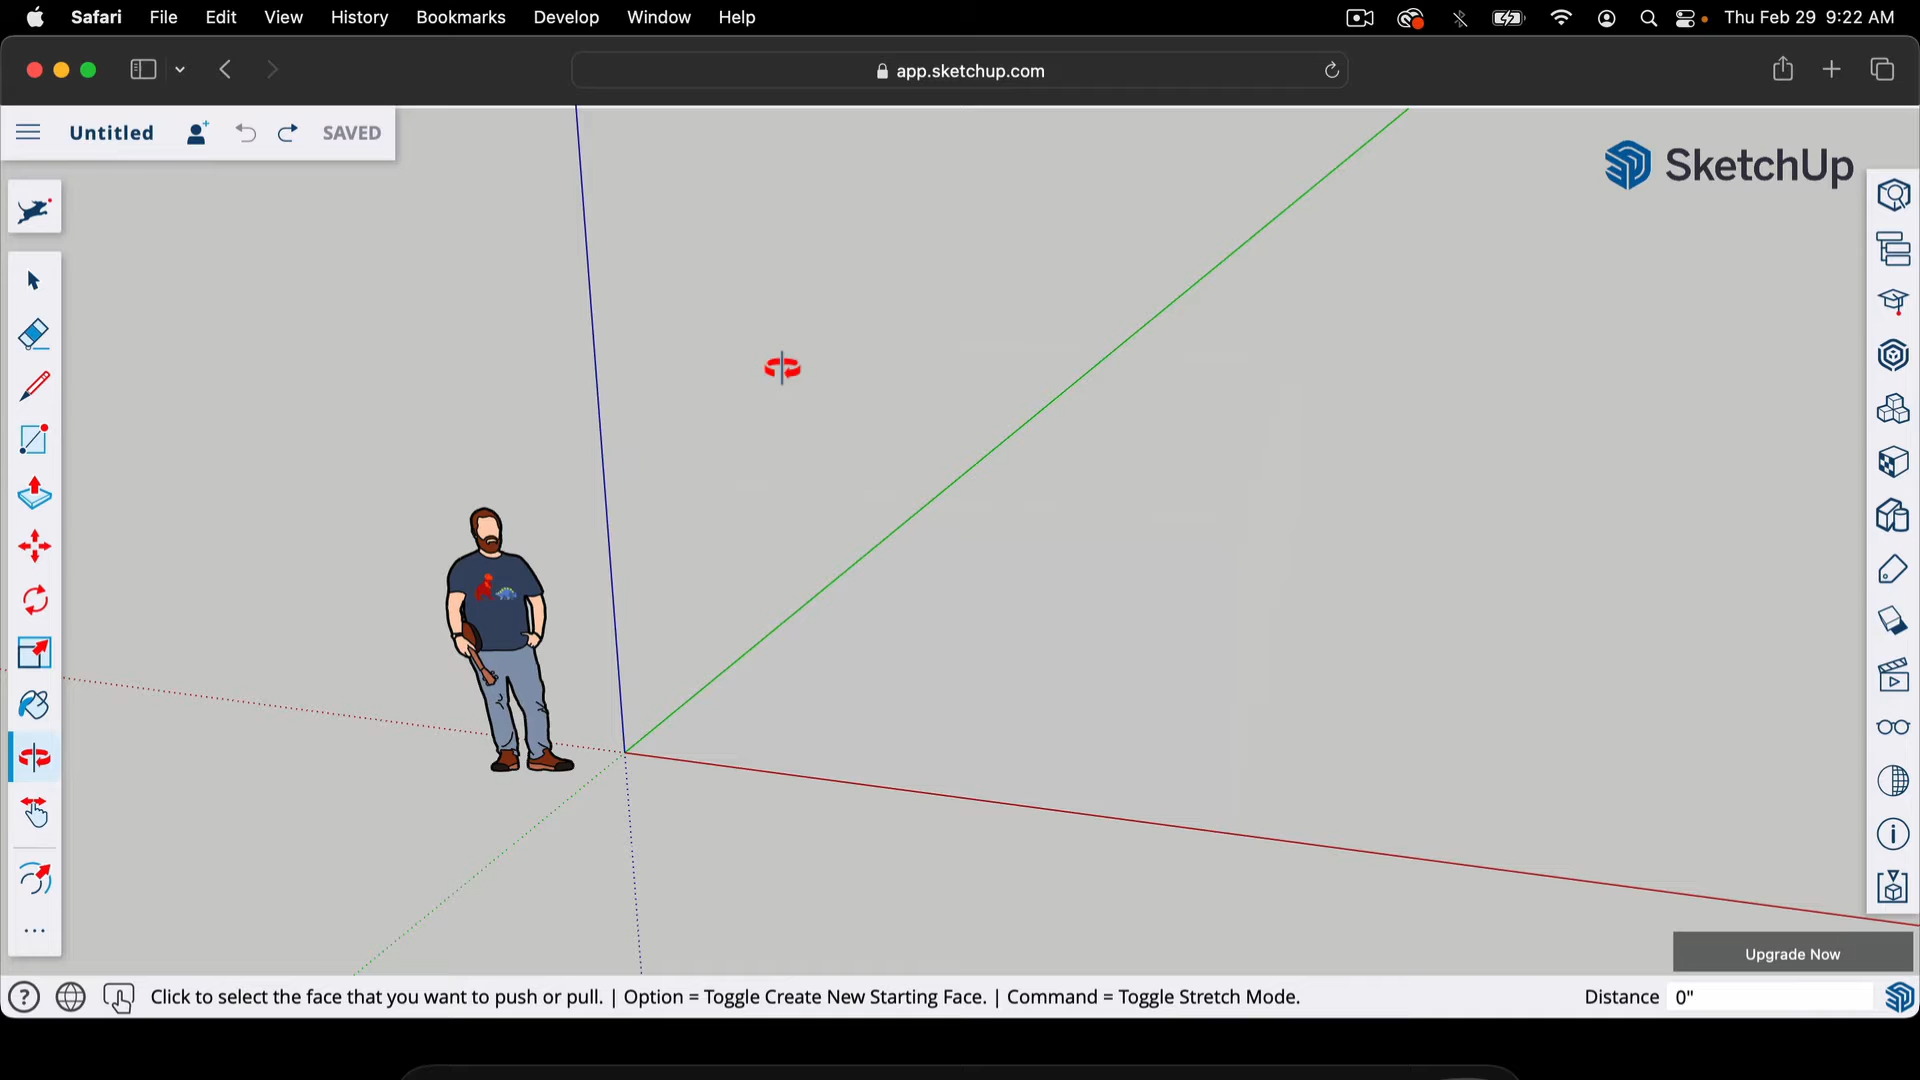 Safari File Edit View History Bookmarks Develop Window Help Thu Feb 29 9:22 AM
app.sketchup.com
Untitled SAVED
SketchUp
Upgrade Now
Click to select the face that you want to push or pull. | Option = Toggle Create New Starting Face. | Command = Toggle Stretch Mode. Distance 0"